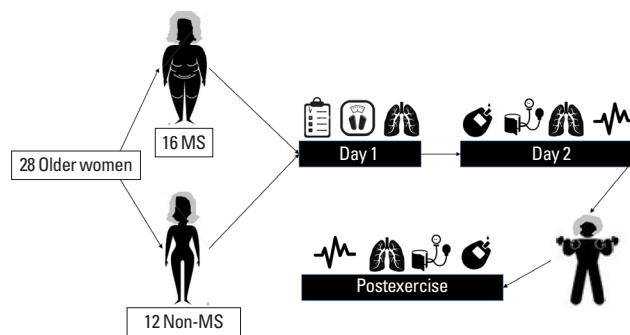 16 MS
28 Older women
12 Non-MS
Day 1
Day 2
Postexercise